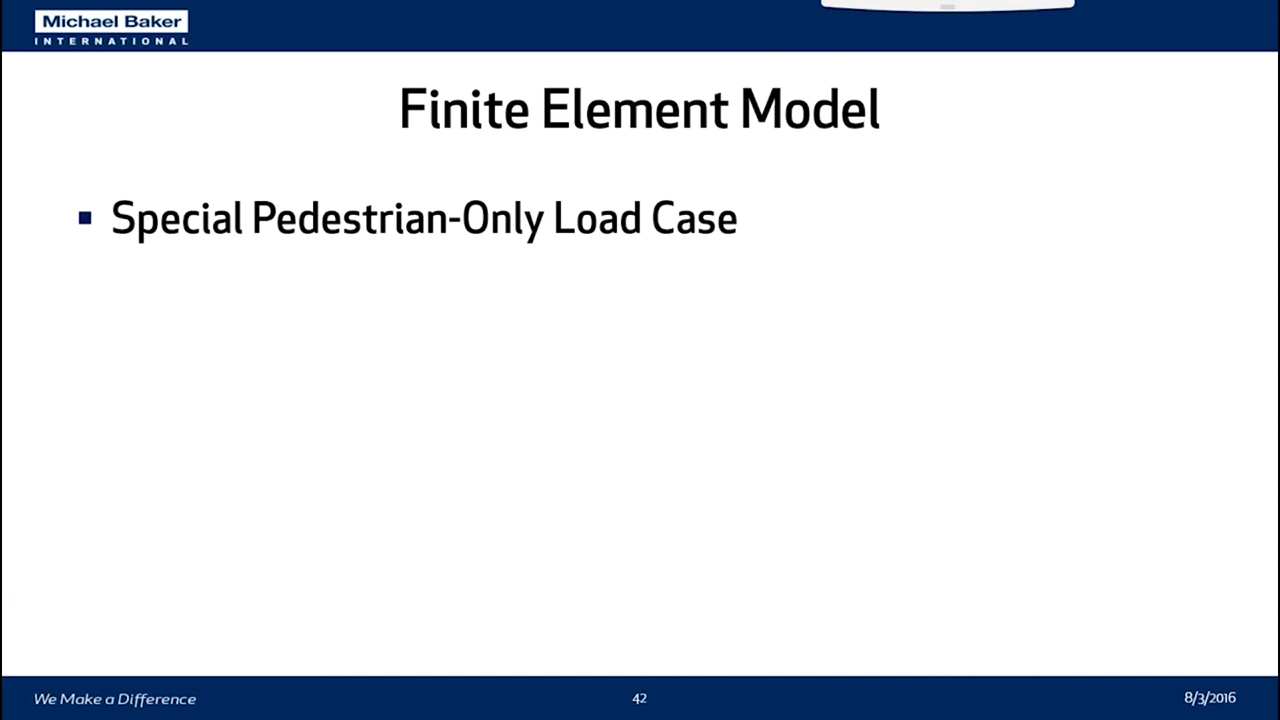 Michael Baker
INTERNATIONAL
Finite Element Model
▪ Special Pedestrian-Only Load Case
We Make a Difference
42
8/3/2016